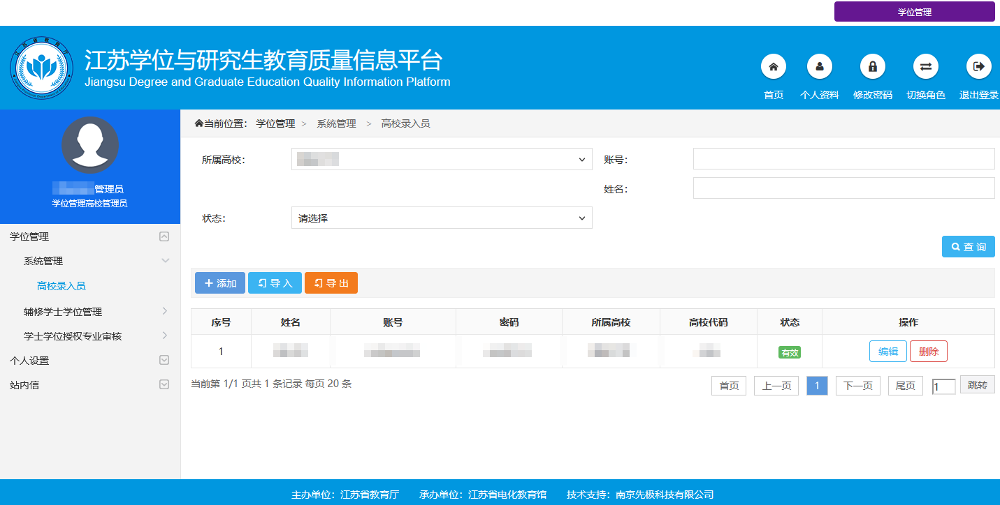 学位管理
江苏学位与研究生教育质量信息平台
Jiangsu Degree and Graduate Education Quality Information Platform
首页 个人资料 修改密码 切换角色 退出登录
管理员
学位管理高校管理员
学位管理
系统管理
高校录入员
辅修学士学位管理
学士学位授权专业审核
个人设置
站内信
当前位置： 学位管理 > 系统管理 > 高校录入员
所属高校： 账号：
姓名：
状态： 请选择
查 询
添加 导 入 导 出
序号 姓名 账号 密码 所属高校 高校代码 状态 操作
1 有效 编辑 删除
当前第 1/1 页共 1 条记录 每页 20 条 首页 上一页 1 下一页 尾页 1 跳转
主办单位：江苏省教育厅 承办单位：江苏省电化教育馆 技术支持：南京先极科技有限公司